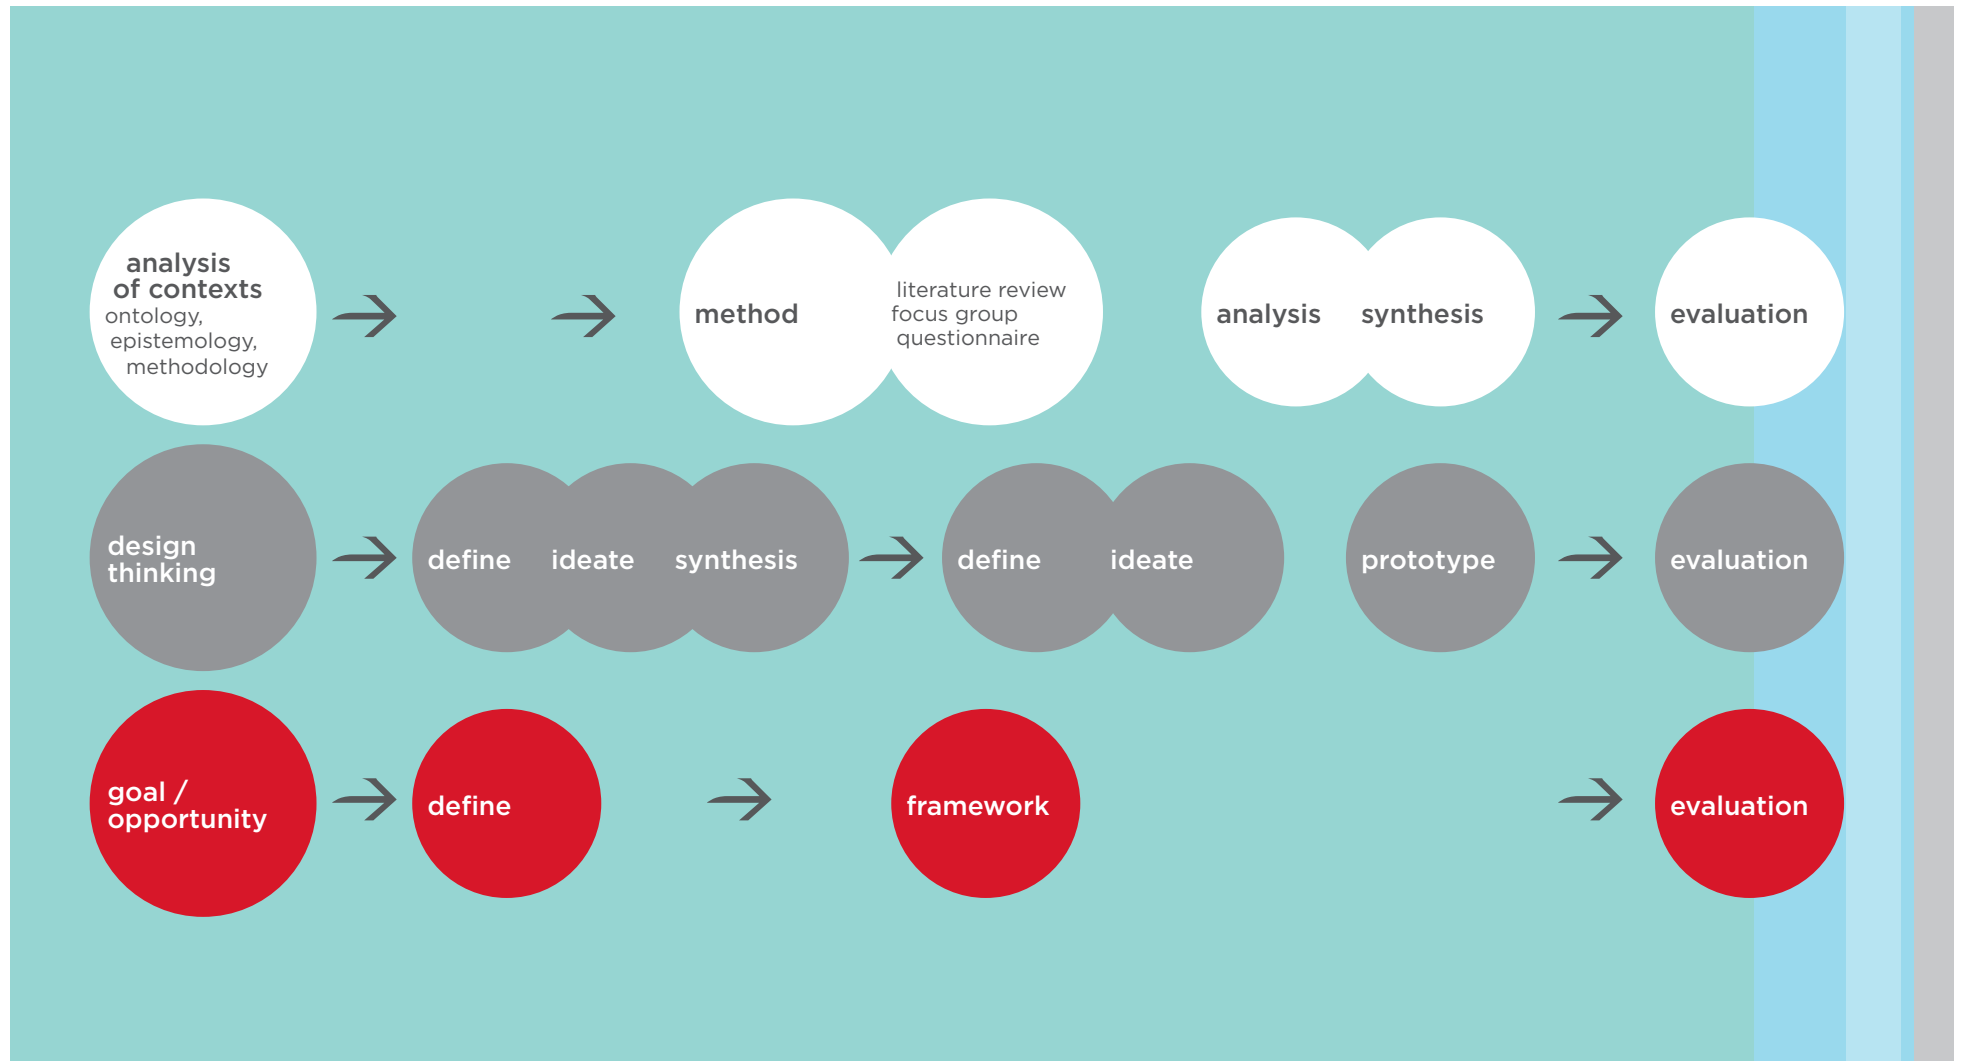 analysis
of contexts
ontology,
epistemology,
methodology
method
literature review
focus group
questionnaire
analysis
synthesis
evaluation
design
thinking
define
ideate
synthesis
define
ideate
prototype
evaluation
goal /
opportunity
define
framework
evaluation